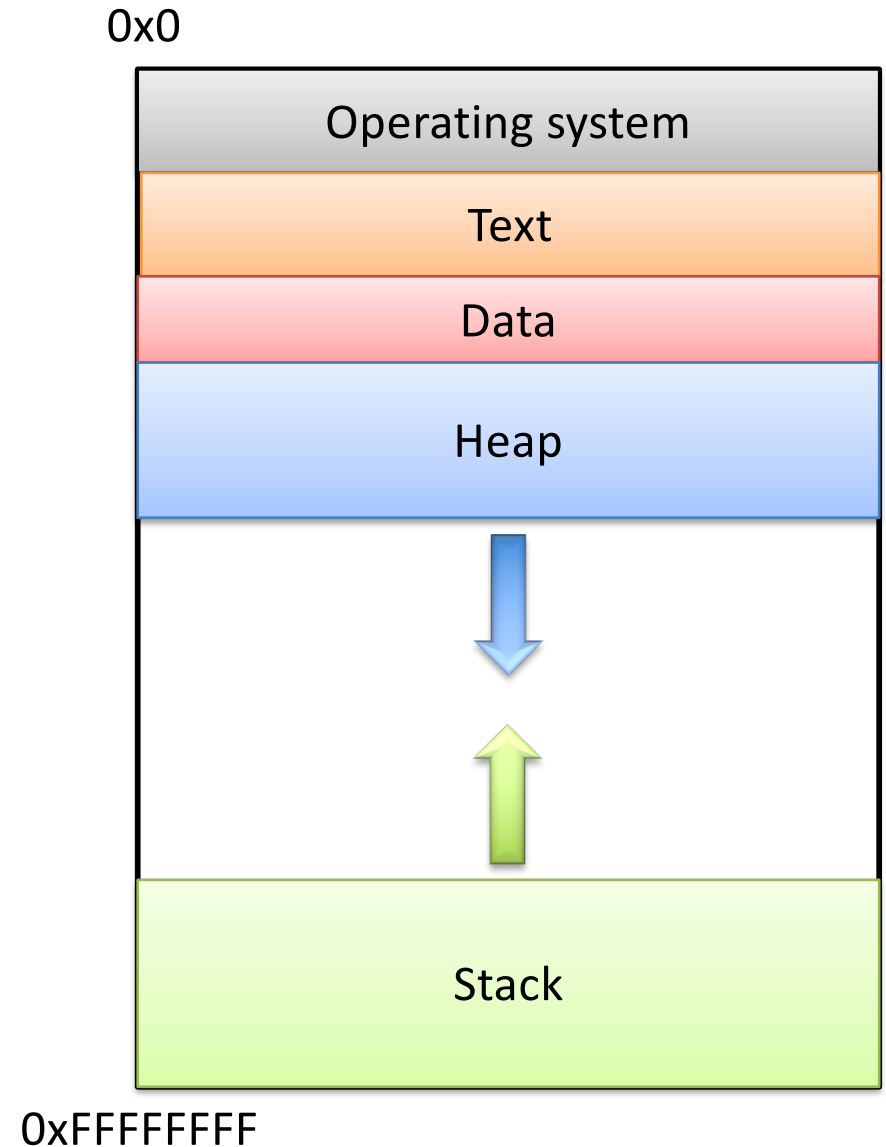 0x0
Operating system
Text
Data
Heap
Stack
0xFFFFFFFF